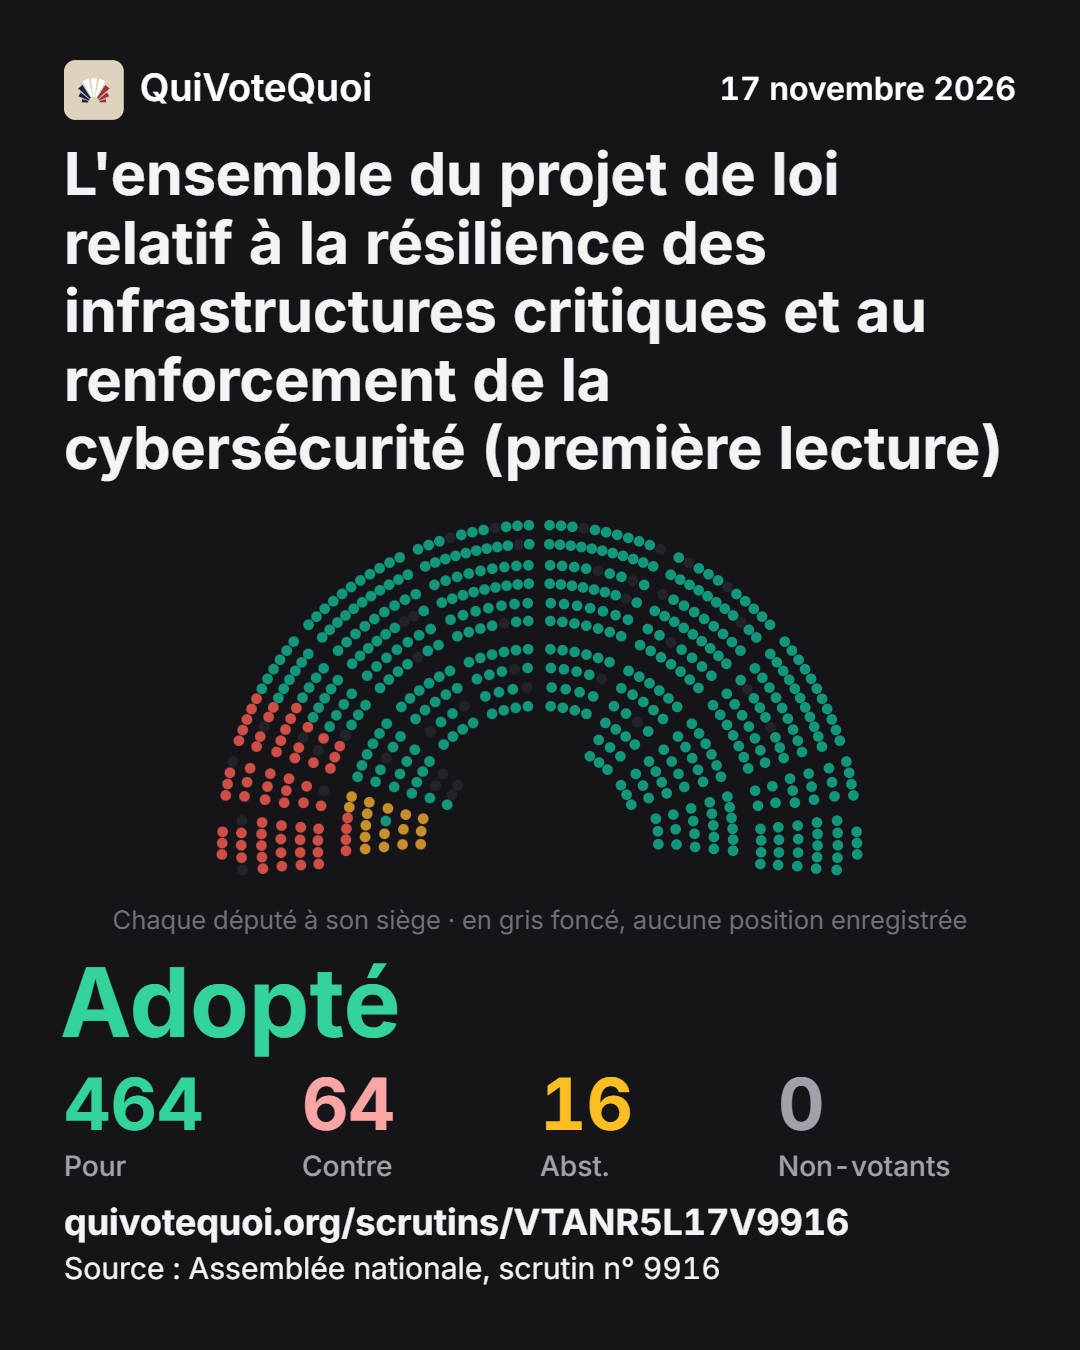 QuiVoteQuoi
17 novembre 2026
L'ensemble du projet de loi
relatif à la résilience des
infrastructures critiques et au
renforcement de la
cybersécurité (première lecture)
Chaque député à son siège · en gris foncé, aucune position enregistrée
Adopté
464
64
16
0
Pour
Contre
Abst.
Non-votants
quivotequoi.org/scrutins/VTANR5L17V9916
Source : Assemblée nationale, scrutin n° 9916